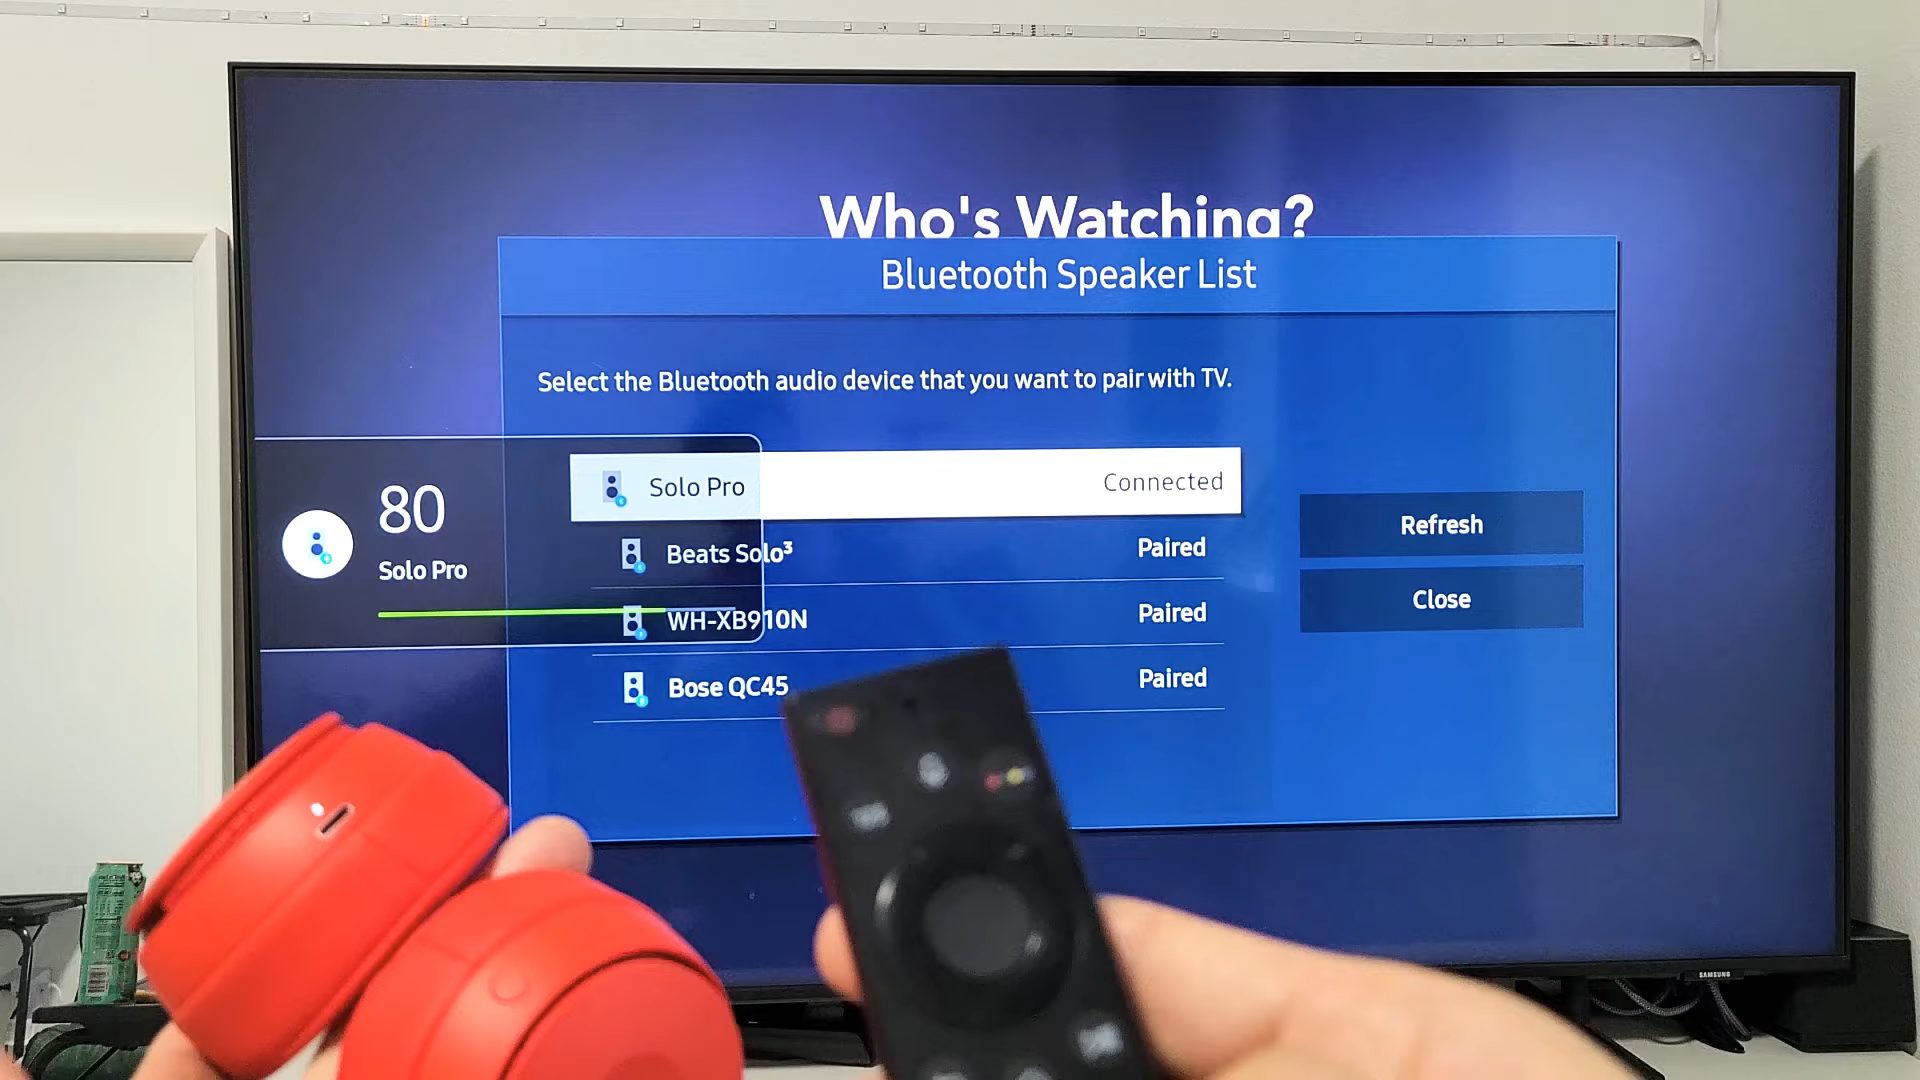 Who's Watching?
Bluetooth Speaker List
Select the Bluetooth audio device that you want to pair with TV.
80
Solo Pro
Solo Pro Connected
Beats Solo³ Paired
WH-XB910N Paired
Bose QC45 Paired
Refresh
Close
SAMSUNG